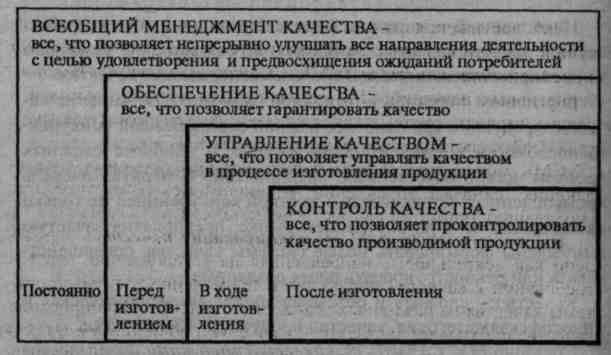 ВСЕОБЩИЙ МЕНЕДЖМЕНТ КАЧЕСТВА -
все, что позволяет непрерывно улучшать все направления деятельности
с целью удовлетворения и предвосхищения ожиданий потребителей
ОБЕСПЕЧЕНИЕ КАЧЕСТВА -
все, что позволяет гарантировать качество
УПРАВЛЕНИЕ КАЧЕСТВОМ -
все, что позволяет управлять качеством
в процессе изготовления продукции
КОНТРОЛЬ КАЧЕСТВА -
все, что позволяет проконтролировать
качество производимой продукции
Постоянно
Перед
изготов-
лением
В ходе
изготов-
ления
После изготовления